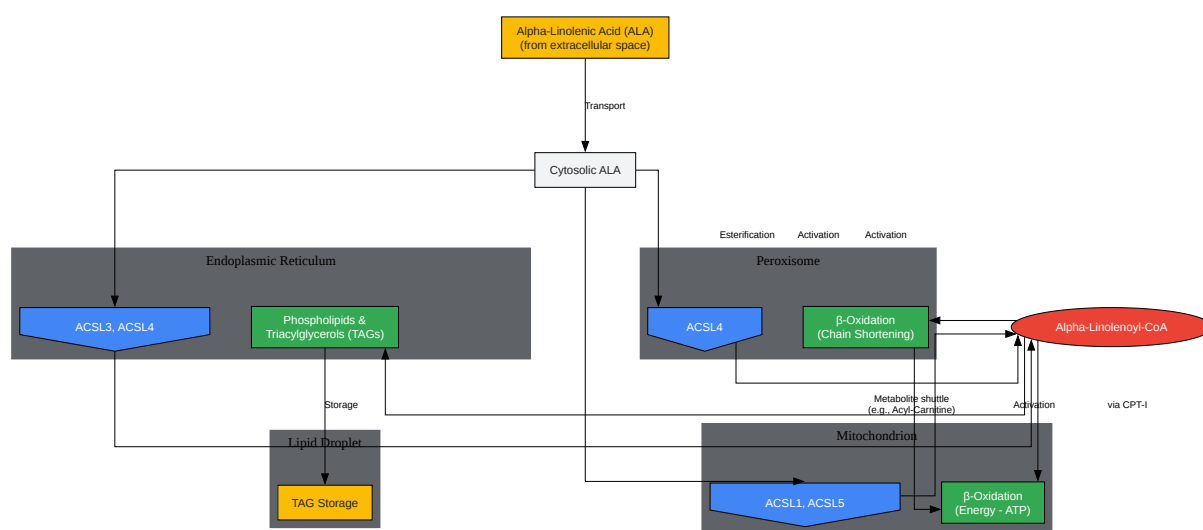 Alpha-Linolenic Acid (ALA)
(from extracellular space)
Transport
Cytosolic ALA
Esterification
Activation
Activation
Endoplasmic Reticulum
Peroxisome
ACSL3, ACSL4
Phospholipids &
Triacylglycerols (TAGs)
ACSL4
β-Oxidation
(Chain Shortening)
Alpha-Linolenoyl-CoA
Storage
Metabolite shuttle
(e.g., Acyl-Carnitine)
Activation
via CPT-I
Lipid Droplet
Mitochondrion
TAG Storage
ACSL1, ACSL5
β-Oxidation
(Energy - ATP)